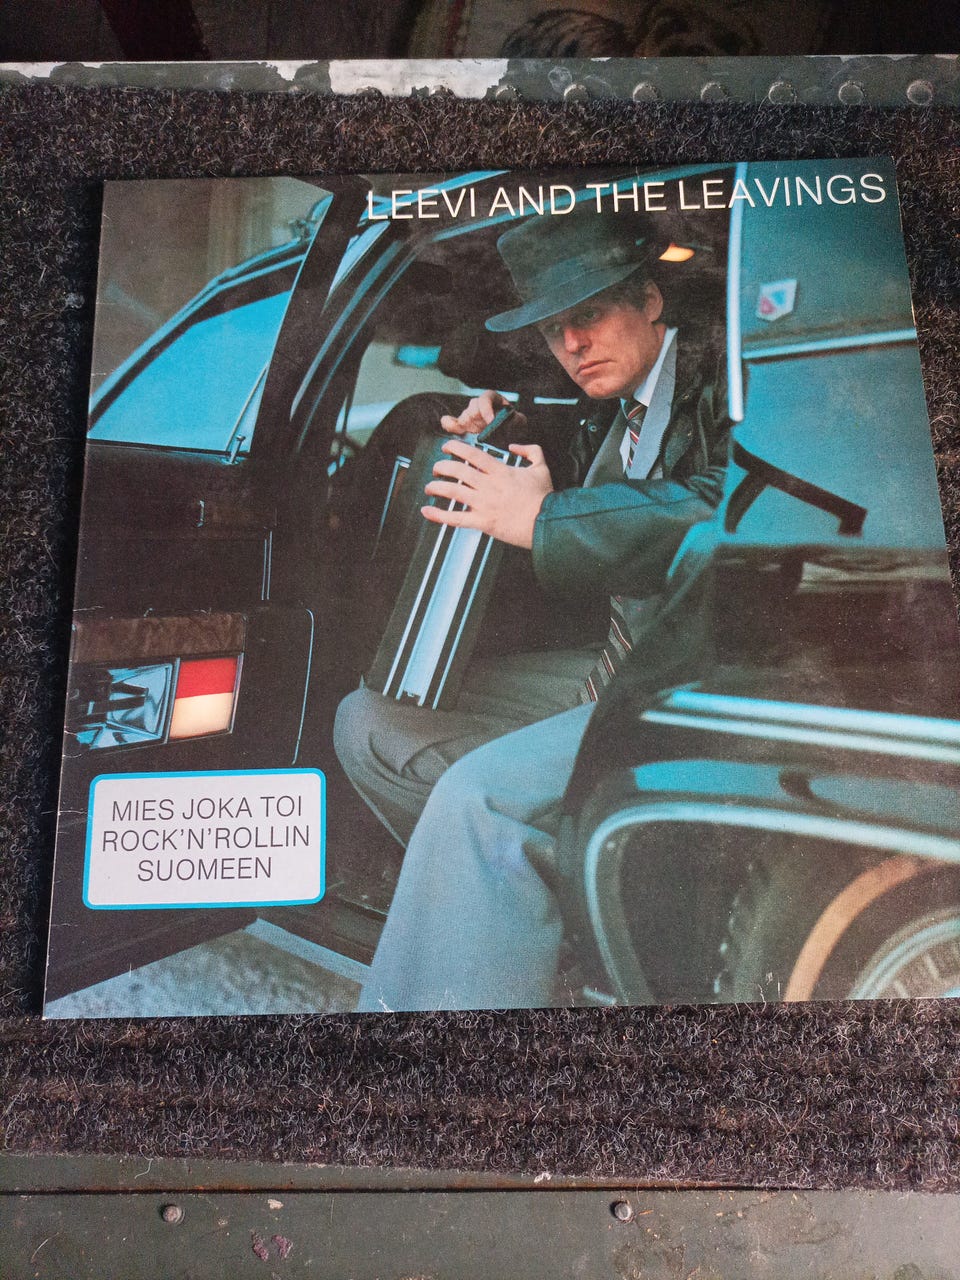 LEEVI AND THE LEAVINGS
MIES JOKA TOI
ROCK'N'ROLLIN
SUOMEEN